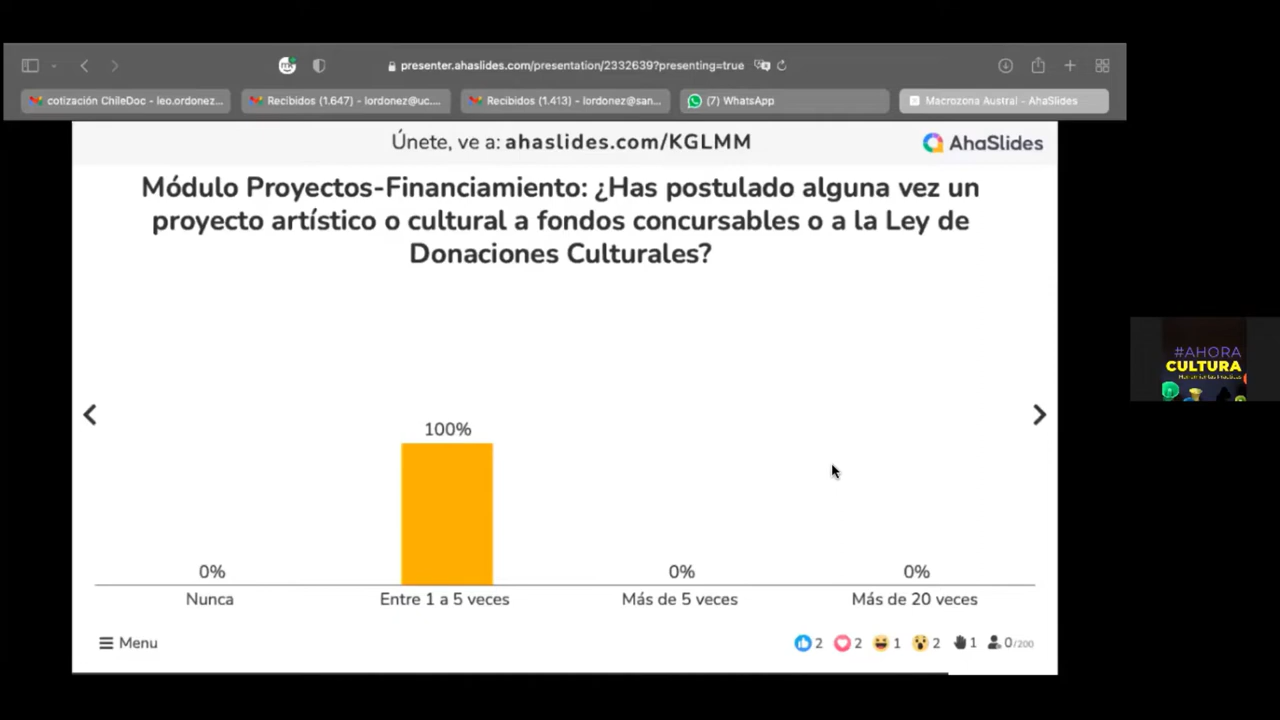 presenter.ahaslides.com/presentation/2332639?presenting=true
cotización ChileDoc - leo.ordonez...
Recibidos (1.647) - lordonez@uc....
Recibidos (1.413) - lordonez@san...
(7) WhatsApp
Macrozona Austral - AhaSlides
Únete, ve a: ahaslides.com/KGLMM
AhaSlides
Módulo Proyectos-Financiamiento: ¿Has postulado alguna vez un
proyecto artístico o cultural a fondos concursables o a la Ley de
Donaciones Culturales?
#AHORA
CULTURA
100%
0%
0%
0%
Nunca
Entre 1 a 5 veces
Más de 5 veces
Más de 20 veces
Menu
2
2
1
2
1
0/200